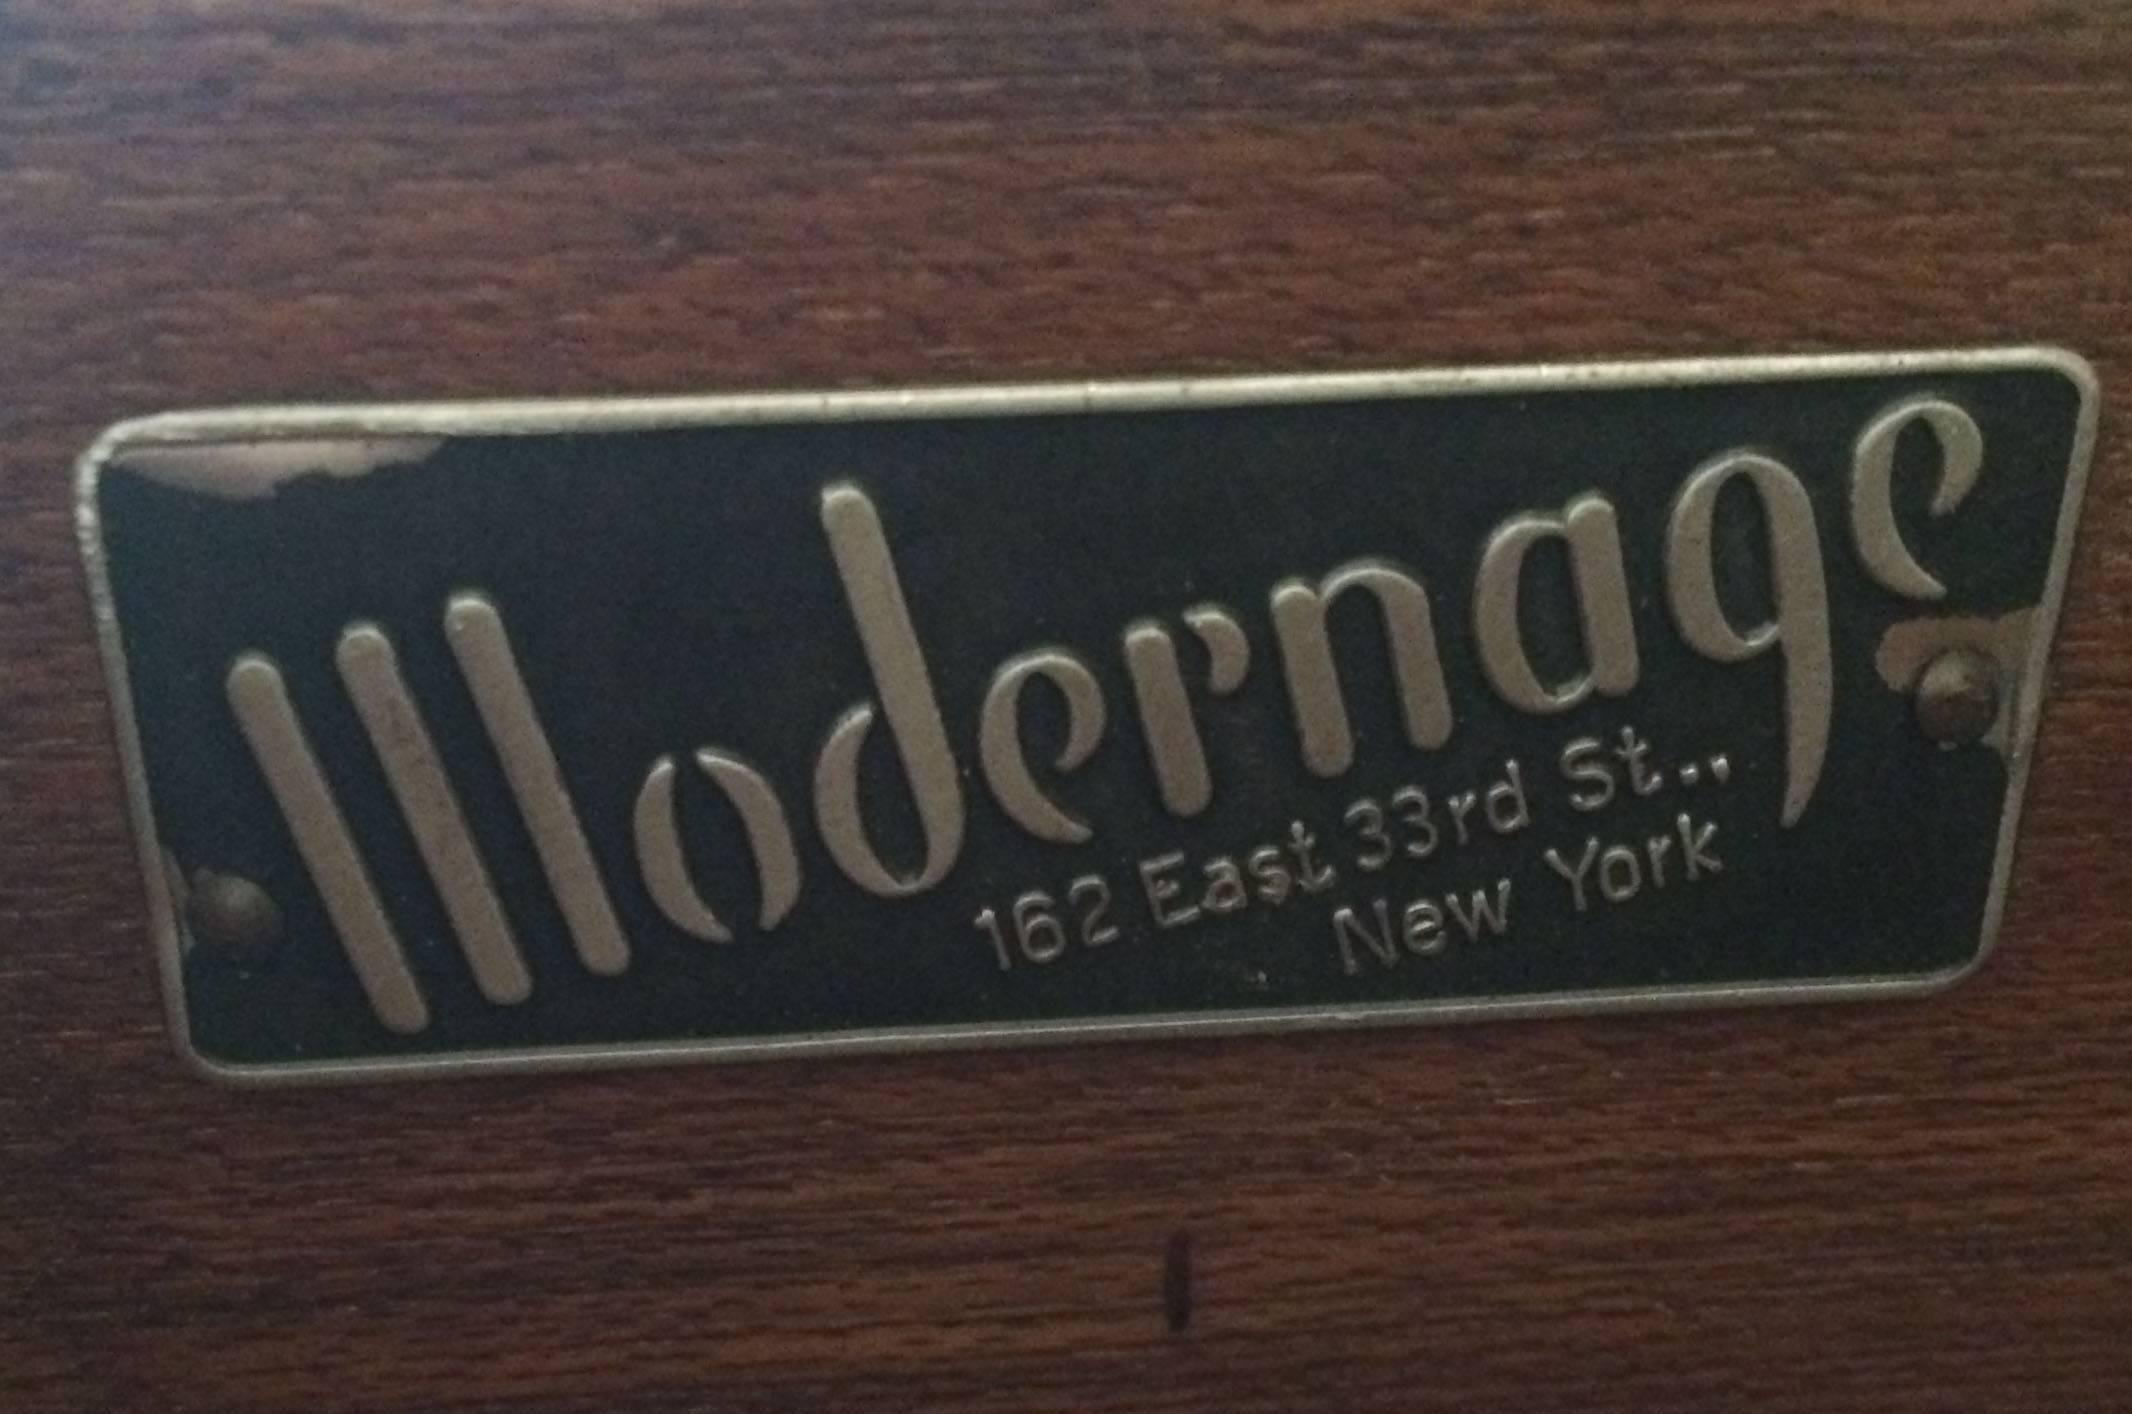 Modernage
162 East 33rd St.,
New York